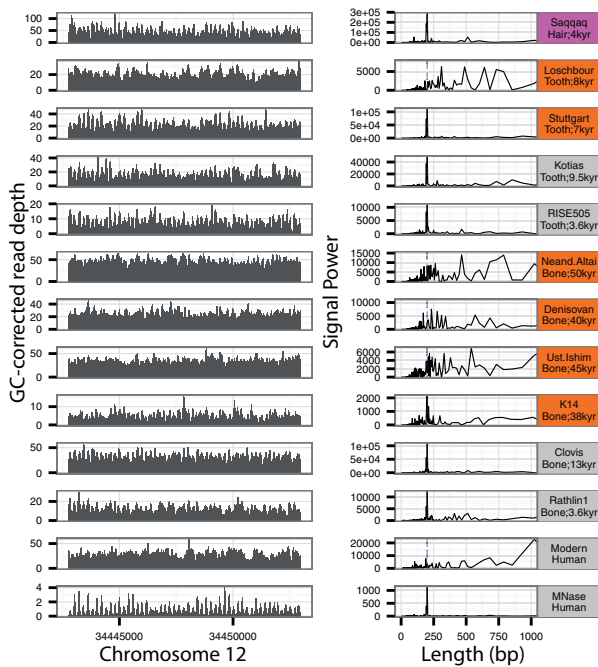 GC-corrected read depth
100
50
0
20
0
40
20
0
40
20
0
20
10
0
50
0
40
20
0
50
0
10
0
50
0
20
0
50
0
4
2
0
34445000 34450000
Chromosome 12
Signal Power
3e+05
2e+05
1e+05
0e+00
5000
0
1e+05
5e+04
0e+00
40000
20000
0
10000
5000
0
15000
10000
5000
0
10000
5000
0
6000
4000
2000
0
2000
1000
0
1e+05
5e+04
0e+00
10000
5000
0
20000
10000
0
1000
500
0
0 250 500 750 1000
Length (bp)
Saqqaq
Hair;4kyr
Loschbour
Tooth;8kyr
Stuttgart
Tooth;7kyr
Kotias
Tooth;9.5kyr
RISE505
Tooth;3.6kyr
Neand.Altai
Bone;50kyr
Denisovan
Bone;40kyr
Ust.Ishim
Bone;45kyr
K14
Bone;38kyr
Clovis
Bone;13kyr
Rathlin1
Bone;3.6kyr
Modern
Human
MNase
Human